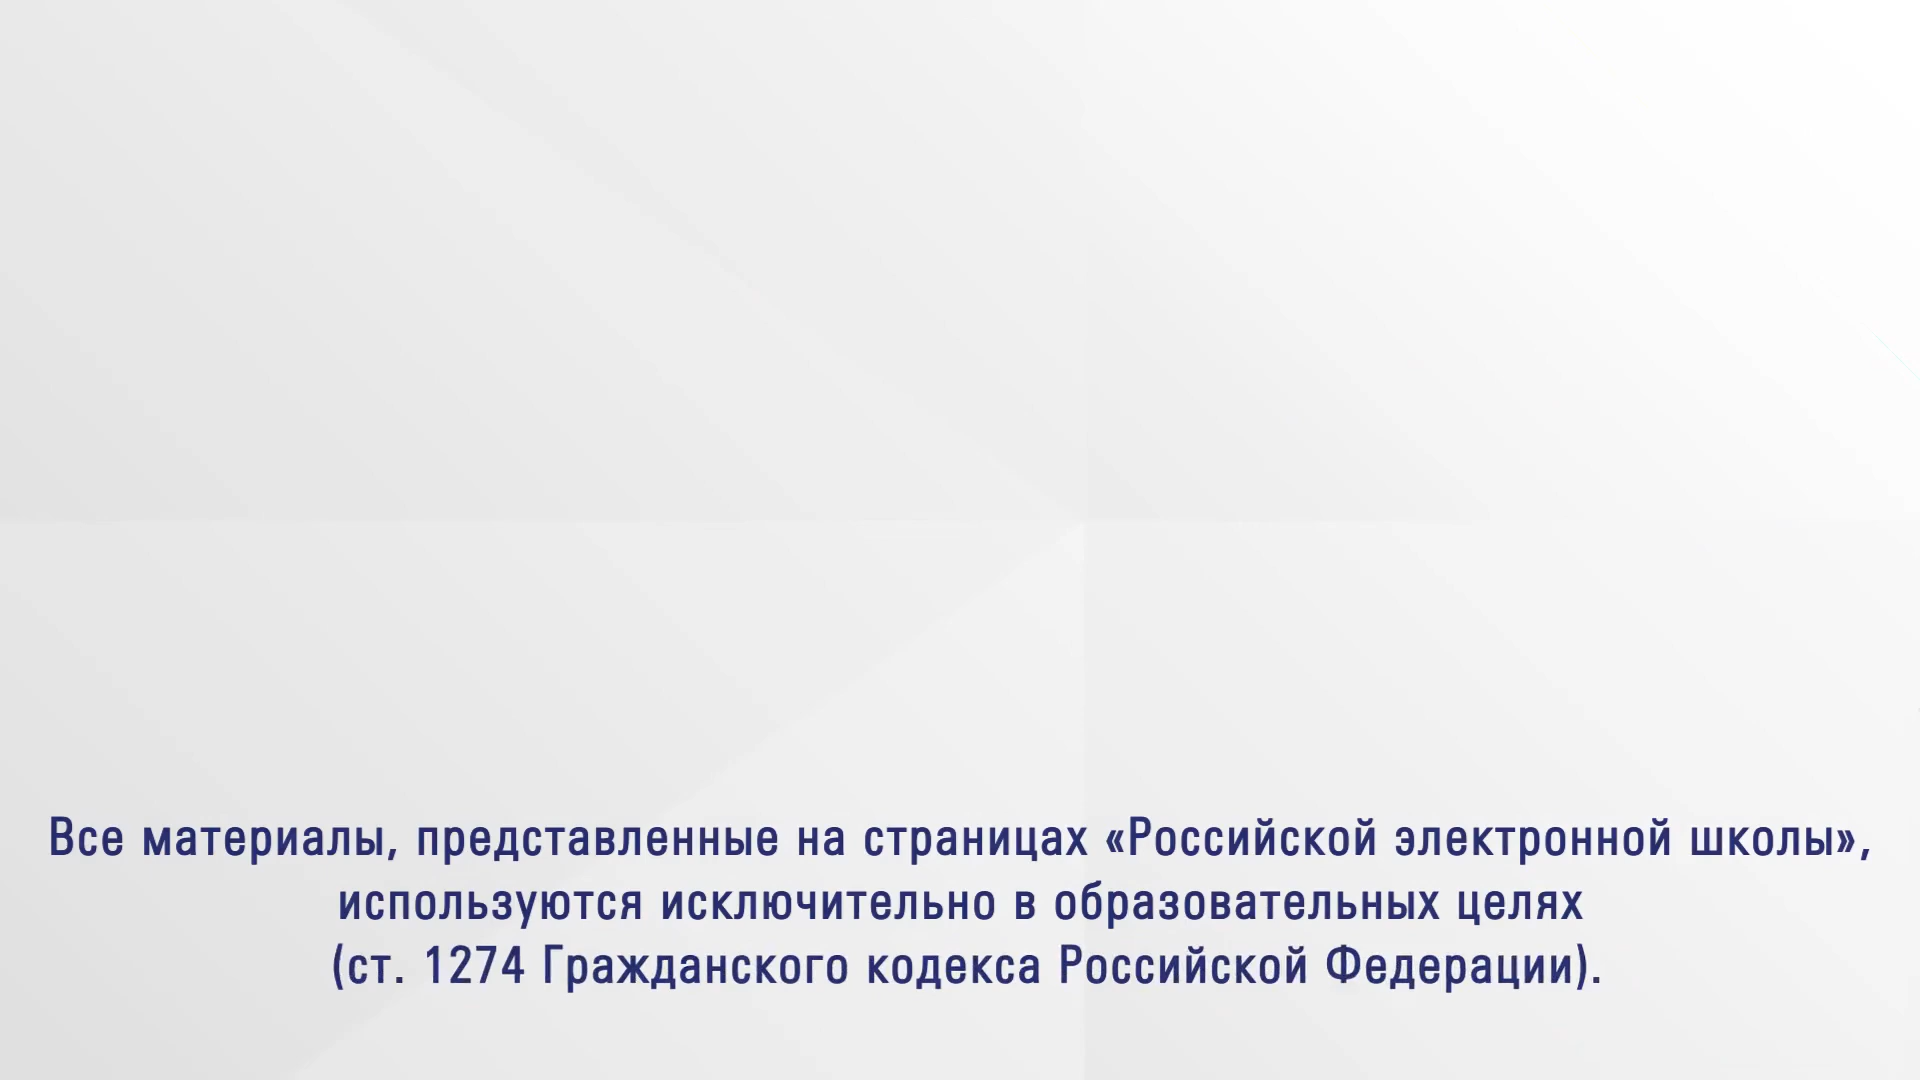 Все материалы, представленные на страницах «Российской электронной школы»,
используются исключительно в образовательных целях
(ст. 1274 Гражданского кодекса Российской Федерации).